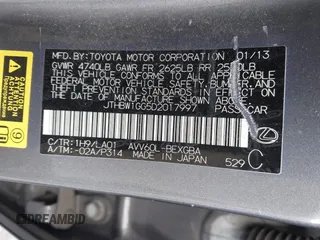 MFD. BY: TOYOTA MOTOR CORPORATION 01/13
GVWR 4740LB GAWR FR 2625LB RR 2550LB
THIS VEHICLE CONFORMS TO ALL APPLICABLE
FEDERAL MOTOR VEHICLE SAFETY, BUMPER, AND
THEFT PREVENTION STANDARDS IN EFFECT ON
THE DATE OF MANUFACTURE SHOWN ABOVE.
JTHBW1GG5D2017997 PASS.CAR
C/TR:1H9/LA01 AVV60L-BEXGBA
A/TM:-02A/P314 MADE IN JAPAN 529
C
© DREAMBID